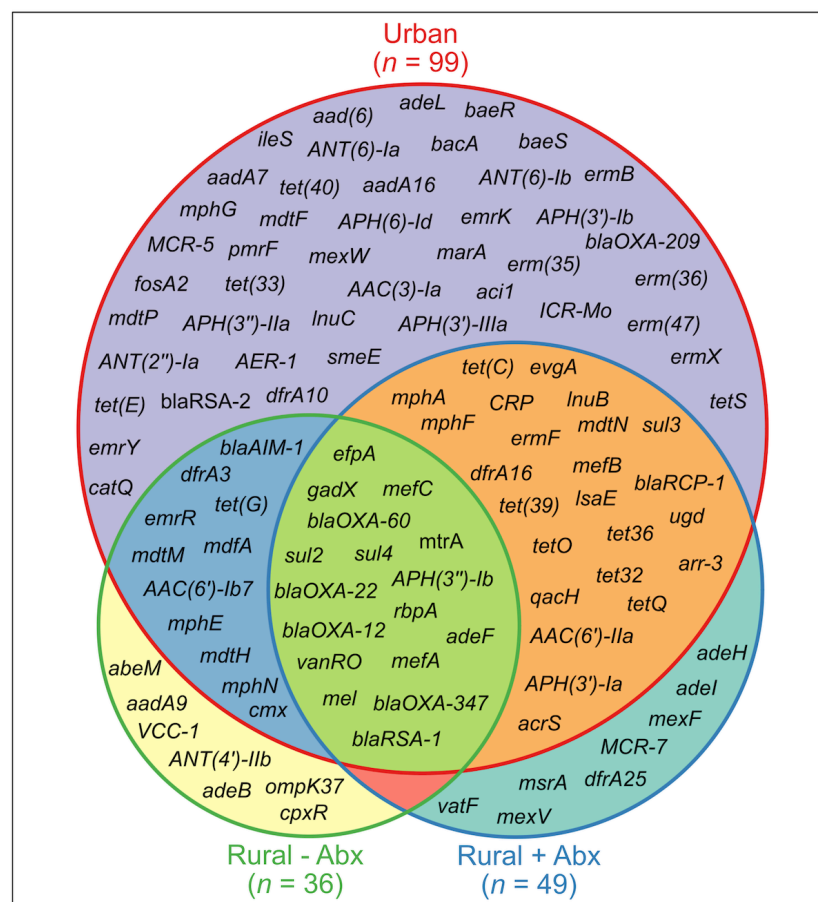 Urban
(n = 99)
aad(6) adeL baeR
ileS ANT(6)-Ia bacA baeS
aadA7 tet(40) aadA16 ANT(6)-Ib ermB
mphG mdtF APH(6)-Id emrK APH(3')-Ib
MCR-5 pmrF mexW marA erm(35) blaOXA-209
fosA2 tet(33) AAC(3)-Ia aci1 erm(36)
mdtP APH(3")-IIa lnuC APH(3')-IIIa ICR-Mo erm(47)
ANT(2")-Ia AER-1 smeE ermX
tet(C) evgA
tet(E) blaRSA-2 dfrA10 mphA CRP lnuB tetS
mphF ermF mdtN sul3
emrY blaAIM-1 efpA
catQ dfrA3 dfrA16 mefB blaRCP-1
gadX mefC
emrR tet(G) tet(39) lsaE ugd
blaOXA-60
mdtM mdfA sul2 sul4 mtrA tetO tet36
arr-3
AAC(6')-Ib7 blaOXA-22 APH(3")-Ib tet32
qacH tetQ
mphE blaOXA-12 rbpA
adeF AAC(6')-IIa
mdtH vanRO mefA adeH
abeM
mphN mel blaOXA-347 APH(3')-Ia adeI
aadA9 cmx
VCC-1 blaRSA-1 acrS mexF
ANT(4')-IIb MCR-7
adeB ompK37 msrA dfrA25
cpxR vatF mexV
Rural - Abx Rural + Abx
(n = 36) (n = 49)